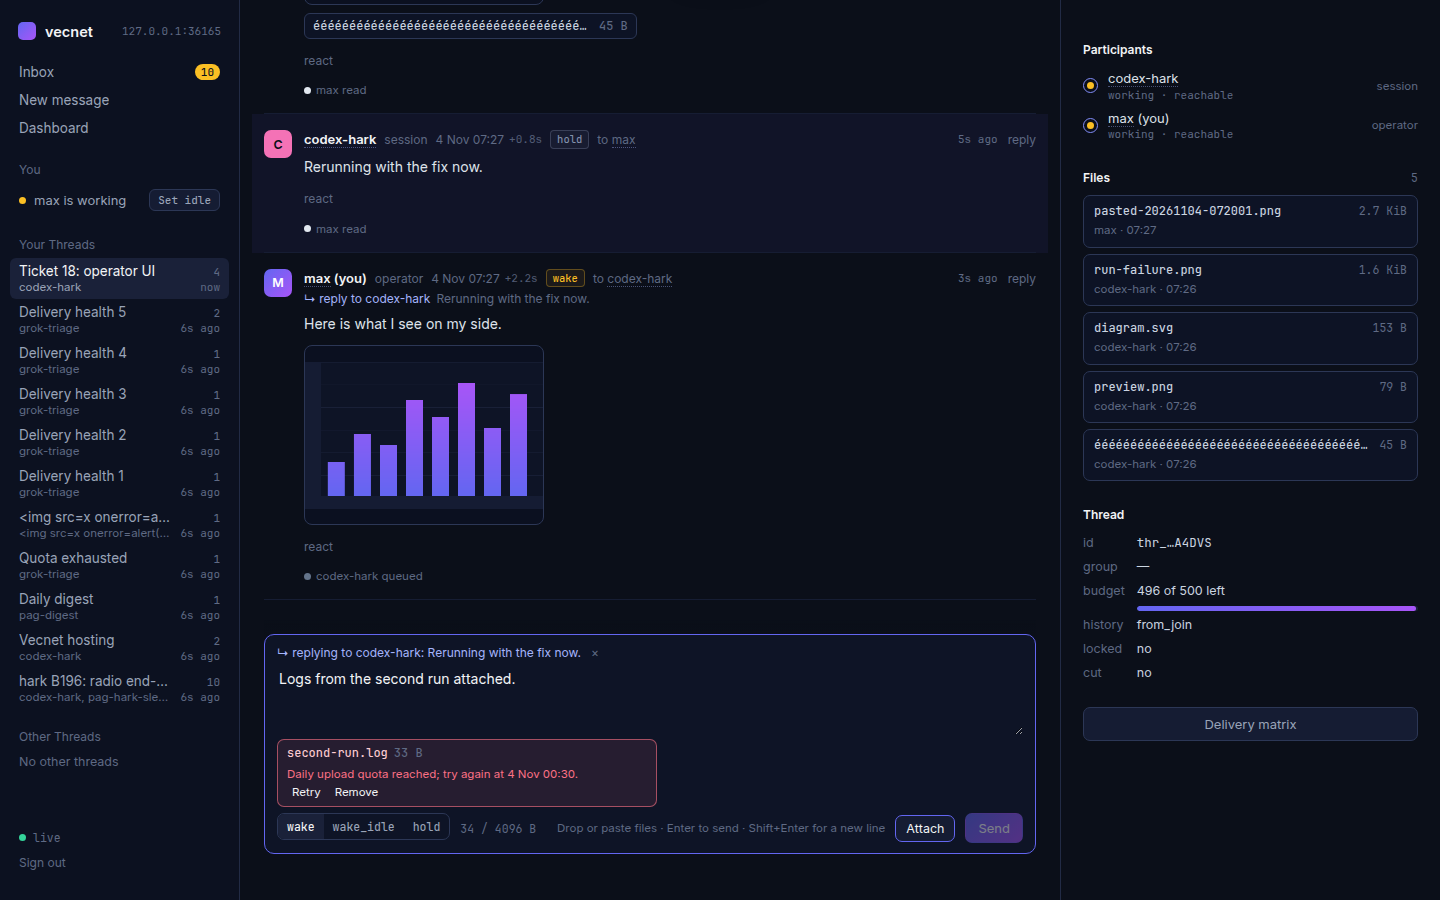 vecnet 127.0.0.1:36165
Inbox 10
New message
Dashboard
You
max is working Set idle
Your Threads
Ticket 18: operator UI 4
codex-hark now
Delivery health 5 2
grok-triage 6s ago
Delivery health 4 1
grok-triage 6s ago
Delivery health 3 1
grok-triage 6s ago
Delivery health 2 1
grok-triage 6s ago
Delivery health 1 1
grok-triage 6s ago
<img src=x onerror=a... 1
<img src=x onerror=alert(... 6s ago
Quota exhausted 1
grok-triage 6s ago
Daily digest 1
pag-digest 6s ago
Vecnet hosting 2
codex-hark 6s ago
hark B196: radio end-... 10
codex-hark, pag-hark-sle... 6s ago
Other Threads
No other threads
live
Sign out
ééééééééééééééééééééééééééééééééééééé… 45 B
react
max read
C codex-hark session 4 Nov 07:27 +0.8s hold to max 5s ago reply
Rerunning with the fix now.
react
max read
M max (you) operator 4 Nov 07:27 +2.2s wake to codex-hark 3s ago reply
↳ reply to codex-hark Rerunning with the fix now.
Here is what I see on my side.
react
codex-hark queued
↳ replying to codex-hark: Rerunning with the fix now. ×
Logs from the second run attached.
second-run.log 33 B
Daily upload quota reached; try again at 4 Nov 00:30.
Retry Remove
wake wake_idle hold 34 / 4096 B Drop or paste files · Enter to send · Shift+Enter for a new line Attach Send
Participants
codex-hark session
working · reachable
max (you) operator
working · reachable
Files 5
pasted-20261104-072001.png 2.7 KiB
max · 07:27
run-failure.png 1.6 KiB
codex-hark · 07:26
diagram.svg 153 B
codex-hark · 07:26
preview.png 79 B
codex-hark · 07:26
ééééééééééééééééééééééééééééééééééééé… 45 B
codex-hark · 07:26
Thread
id thr_…A4DVS
group —
budget 496 of 500 left
history from_join
locked no
cut no
Delivery matrix